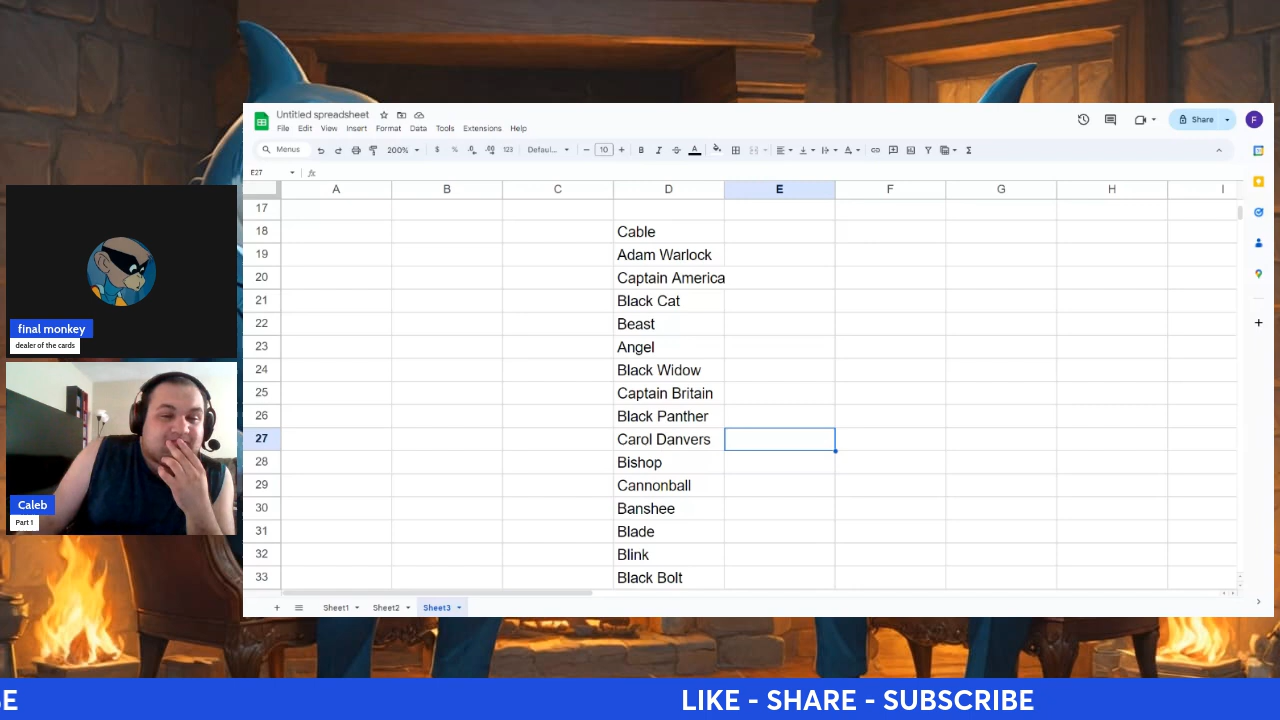 Untitled spreadsheet
File Edit View Insert Format Data Tools Extensions Help
Share
F
Menus
200%
$ % .0 .00 123
Defaul...
10
B I A
E27
fx
A B C D E F G H I
17
18 Cable
19 Adam Warlock
20 Captain America
21 Black Cat
22 Beast
23 Angel
24 Black Widow
25 Captain Britain
26 Black Panther
27 Carol Danvers
28 Bishop
29 Cannonball
30 Banshee
31 Blade
32 Blink
33 Black Bolt
Sheet1 Sheet2 Sheet3
final monkey
dealer of the cards
Caleb
Part 1
BE
LIKE - SHARE - SUBSCRIBE